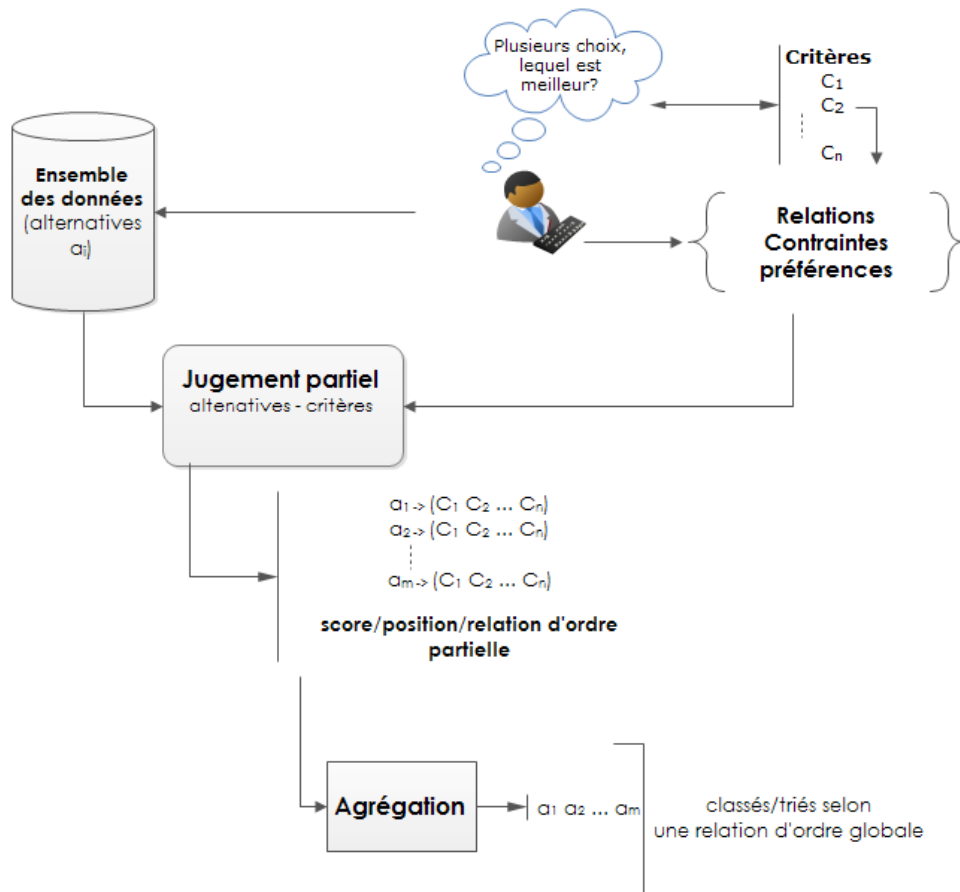 Plusieurs choix,
lequel est
meilleur?
Critères
C1
C2
Cn
Ensemble
des données
(alternatives
ai)
Relations
Contraintes
préférences
Jugement partiel
altenatives - critères
a1-> (C1 C2 ... Cn)
a2-> (C1 C2 ... Cn)
am-> (C1 C2 ... Cn)
score/position/relation d'ordre
partielle
Agrégation
a1 a2 ... am
classés/triés selon
une relation d'ordre globale